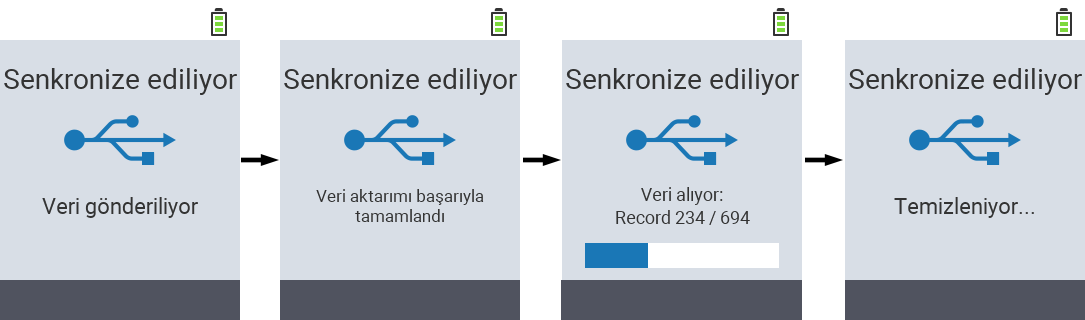 Senkronize ediliyor
Veri gönderiliyor
Senkronize ediliyor
Veri aktarımı başarıyla
tamamlandı
Senkronize ediliyor
Veri alıyor:
Record 234 / 694
Senkronize ediliyor
Temizleniyor...